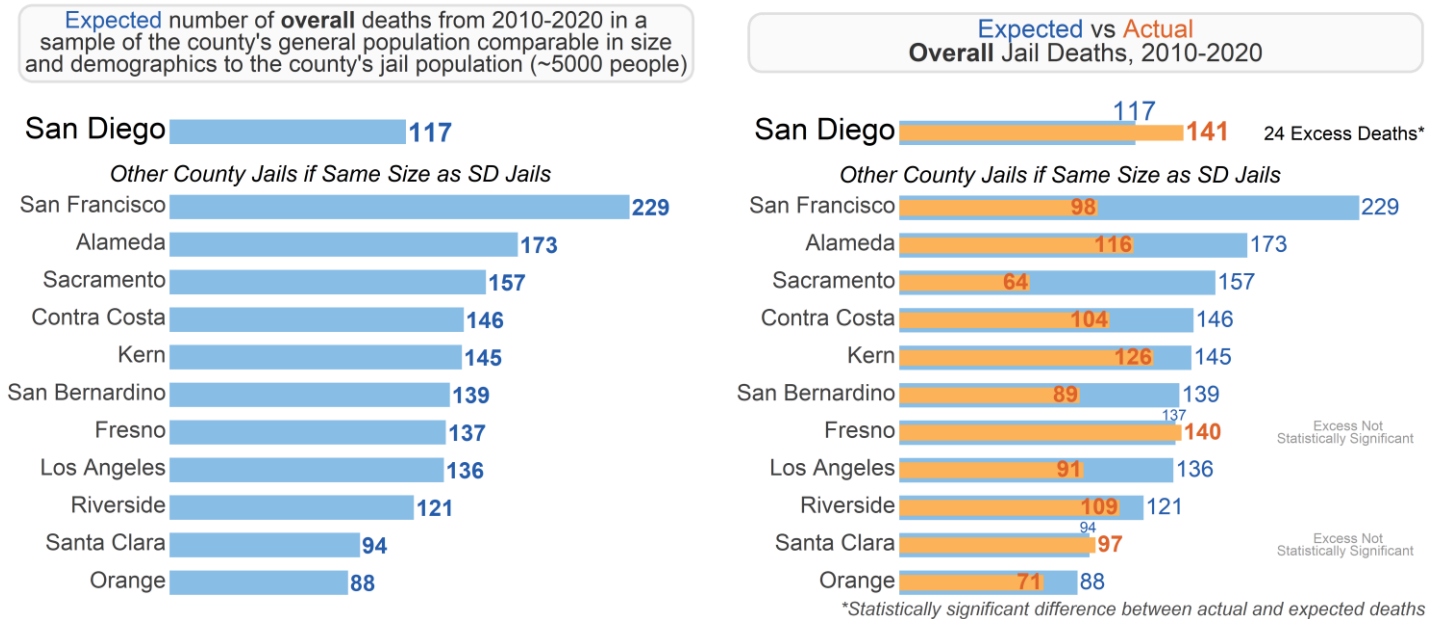 Expected number of overall deaths from 2010-2020 in a
sample of the county's general population comparable in size
and demographics to the county's jail population (~5000 people)
San Diego 117
Other County Jails if Same Size as SD Jails
San Francisco 229
Alameda 173
Sacramento 157
Contra Costa 146
Kern 145
San Bernardino 139
Fresno 137
Los Angeles 136
Riverside 121
Santa Clara 94
Orange 88
Expected vs Actual
Overall Jail Deaths, 2010-2020
117
San Diego 141 24 Excess Deaths*
Other County Jails if Same Size as SD Jails
San Francisco 98 229
Alameda 116 173
Sacramento 64 157
Contra Costa 104 146
Kern 126 145
San Bernardino 89 139
137
Fresno 140
Excess Not
Statistically Significant
Los Angeles 91 136
Riverside 109 121
94
Santa Clara 97
Excess Not
Statistically Significant
Orange 71 88
*Statistically significant difference between actual and expected deaths